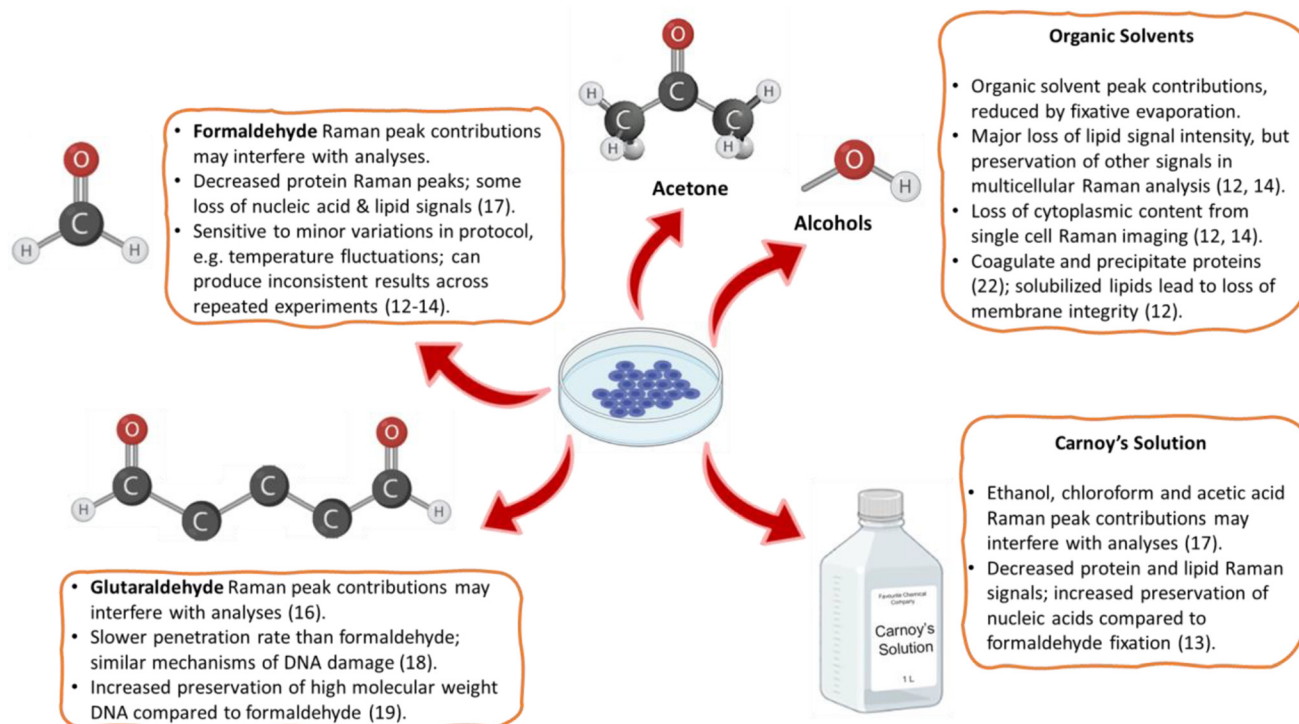 O
C
H
H
• Formaldehyde Raman peak contributions
may interfere with analyses.
• Decreased protein Raman peaks; some
loss of nucleic acid & lipid signals (17).
• Sensitive to minor variations in protocol,
e.g. temperature fluctuations; can
produce inconsistent results across
repeated experiments (12-14).
O
C
C
C
H
H
H
H
Acetone
O
H
Alcohols
Organic Solvents
• Organic solvent peak contributions,
reduced by fixative evaporation.
• Major loss of lipid signal intensity, but
preservation of other signals in
multicellular Raman analysis (12, 14).
• Loss of cytoplasmic content from
single cell Raman imaging (12, 14).
• Coagulate and precipitate proteins
(22); solubilized lipids lead to loss of
membrane integrity (12).
O
O
H
C
C
C
C
C
H
• Glutaraldehyde Raman peak contributions may
interfere with analyses (16).
• Slower penetration rate than formaldehyde;
similar mechanisms of DNA damage (18).
• Increased preservation of high molecular weight
DNA compared to formaldehyde (19).
Favourite Chemical
Company
Carnoy's
Solution
1 L
Carnoy's Solution
• Ethanol, chloroform and acetic acid
Raman peak contributions may
interfere with analyses (17).
• Decreased protein and lipid Raman
signals; increased preservation of
nucleic acids compared to
formaldehyde fixation (13).